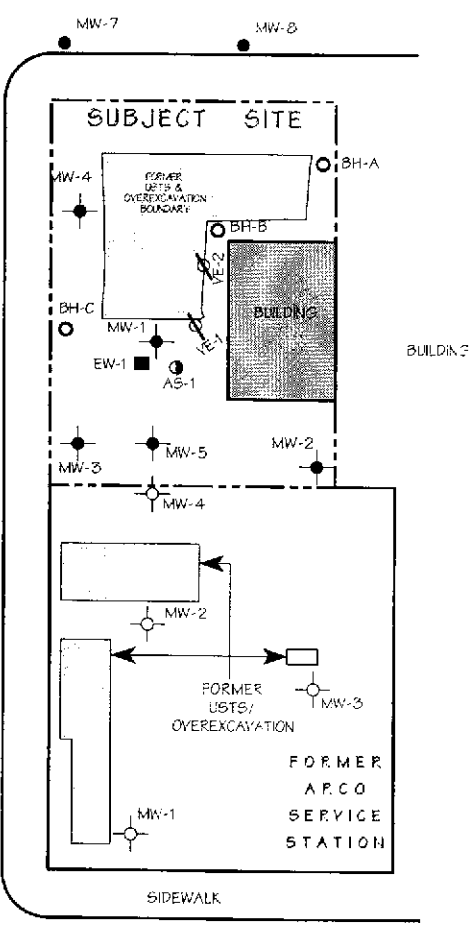 MW-7
MW-8
SUBJECT SITE
BH-A
FORMER
USTS &
OVEREXCAVATION
BOUNDARY
MW-4
BH-B
VE-2
BH-C
BUILDING
MW-1
VE-1
BUILDING
EW-1
AS-1
MW-2
MW-3
MW-5
MW-4
MW-2
FORMER
USTS/
OVEREXCAVATION
MW-3
FORMER
ARCO
SERVICE
STATION
MW-1
SIDEWALK